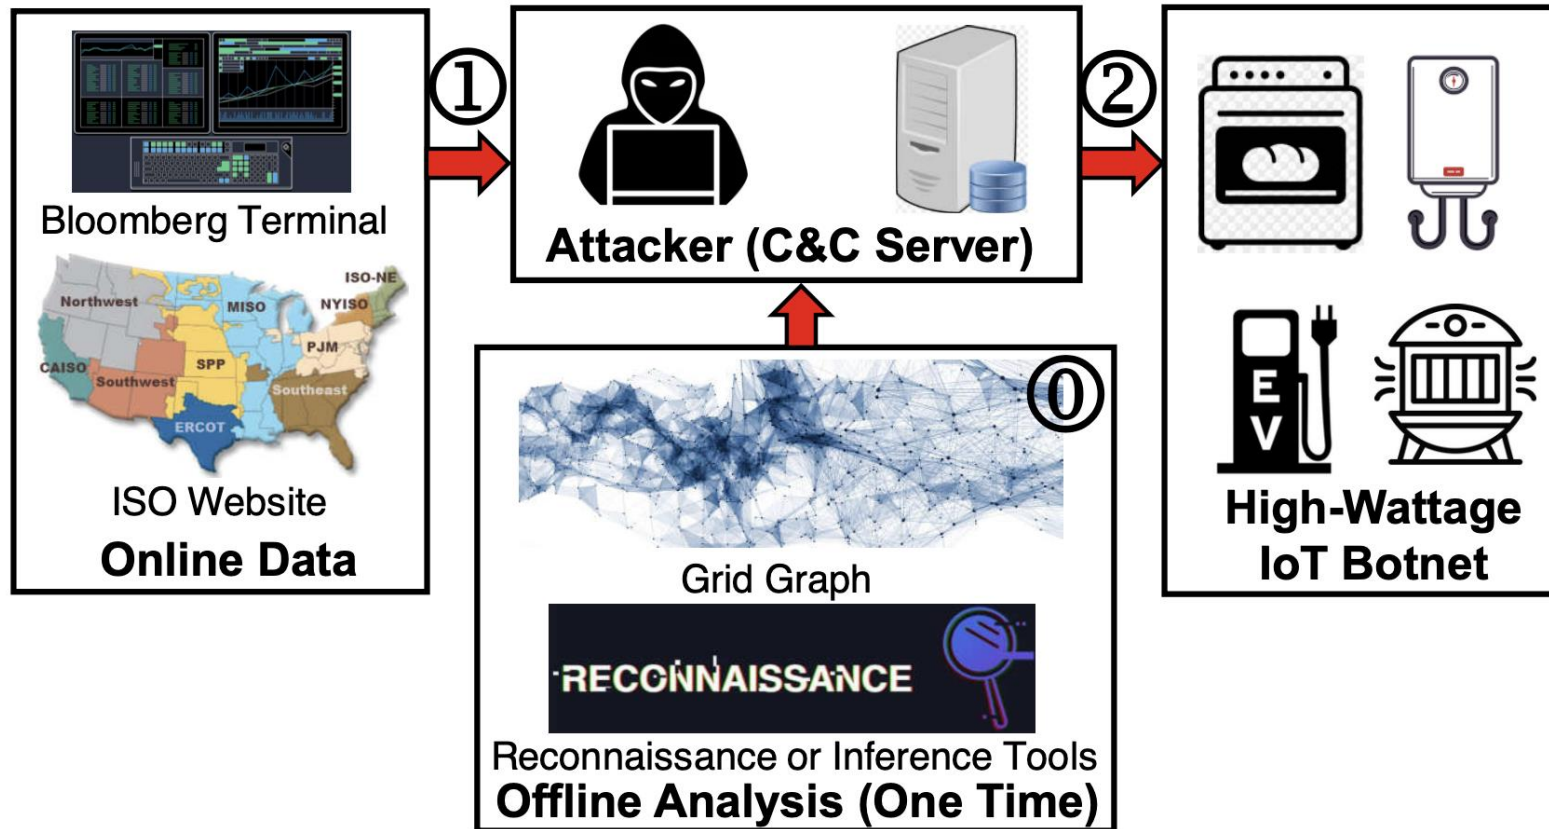 Bloomberg Terminal
Northwest
MISO
ISO-NE
NYISO
PJM
CAISO
Southwest
SPP
Southeast
ERCOT
ISO Website
Online Data
①
Attacker (C&C Server)
②
EV
High-Wattage
IoT Botnet
⓪
Grid Graph
RECONNAISSANCE
Reconnaissance or Inference Tools
Offline Analysis (One Time)